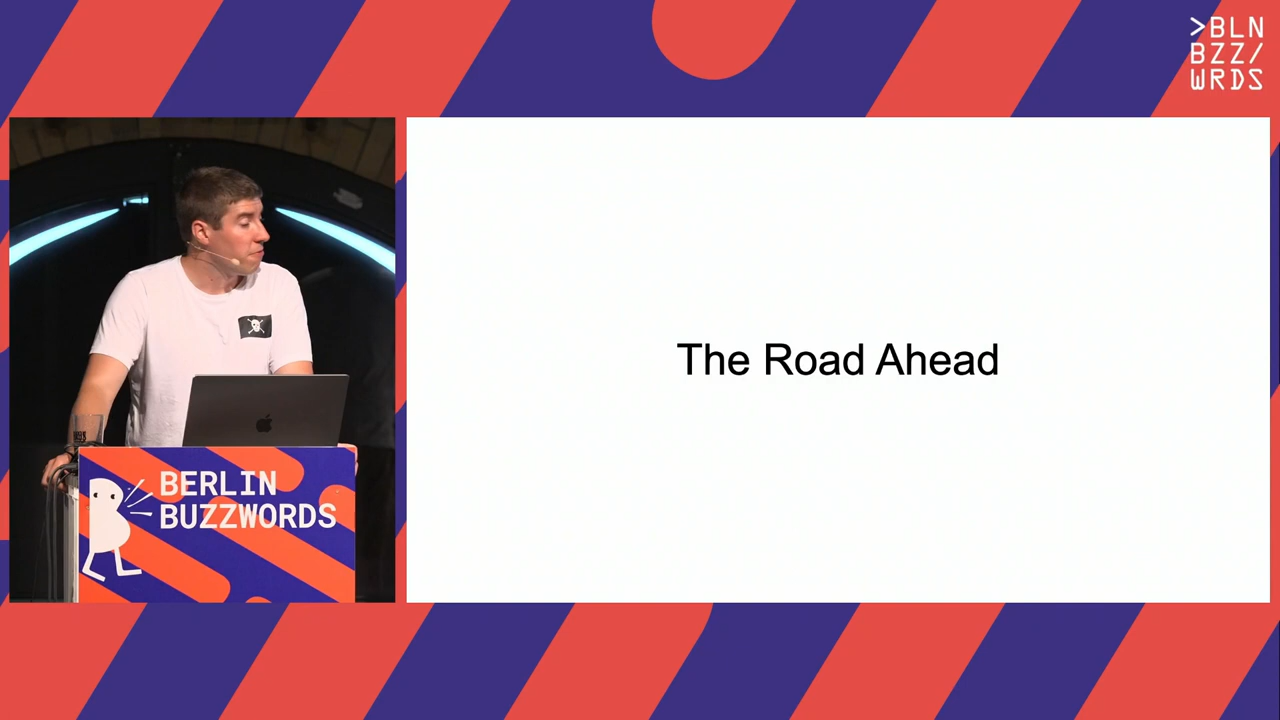 >BLN
BZZ/
WRDS
The Road Ahead
BERLIN
BUZZWORDS